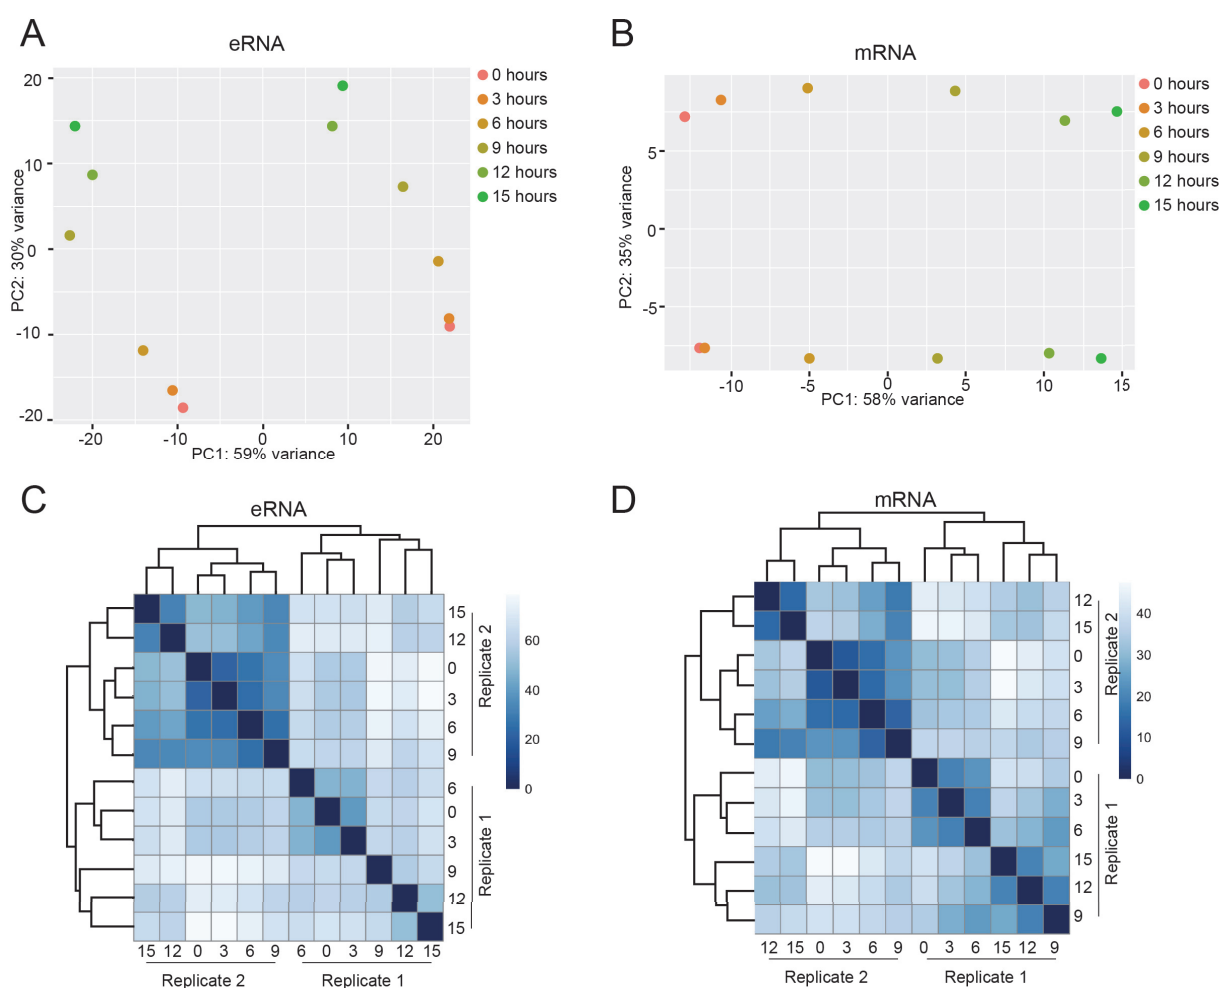 A
eRNA
20
10
0
-10
-20
-20
-10
0
10
20
PC2: 30% variance
PC1: 59% variance
0 hours
3 hours
6 hours
9 hours
12 hours
15 hours
B
mRNA
5
0
-5
-10
-5
0
5
10
15
PC2: 35% variance
PC1: 58% variance
0 hours
3 hours
6 hours
9 hours
12 hours
15 hours
C
eRNA
15
12
0
3
6
9
6
0
3
9
12
15
Replicate 2
Replicate 1
60
40
20
0
15 12 0 3 6 9 6 0 3 9 12 15
Replicate 2 Replicate 1
D
mRNA
12
15
0
3
6
9
0
3
6
15
12
9
Replicate 2
Replicate 1
40
30
20
10
0
12 15 0 3 6 9 0 3 6 15 12 9
Replicate 2 Replicate 1